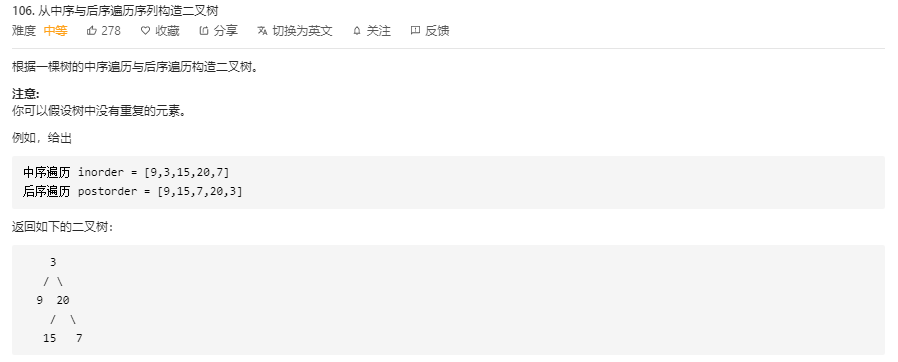 106. 从中序与后序遍历序列构造二叉树
难度 中等 278 收藏 分享 切换为英文 关注 反馈
根据一棵树的中序遍历与后序遍历构造二叉树。
注意:
你可以假设树中没有重复的元素。
例如，给出
中序遍历 inorder = [9,3,15,20,7]
后序遍历 postorder = [9,15,7,20,3]
返回如下的二叉树：
3
/ \
9 20
/ \
15 7